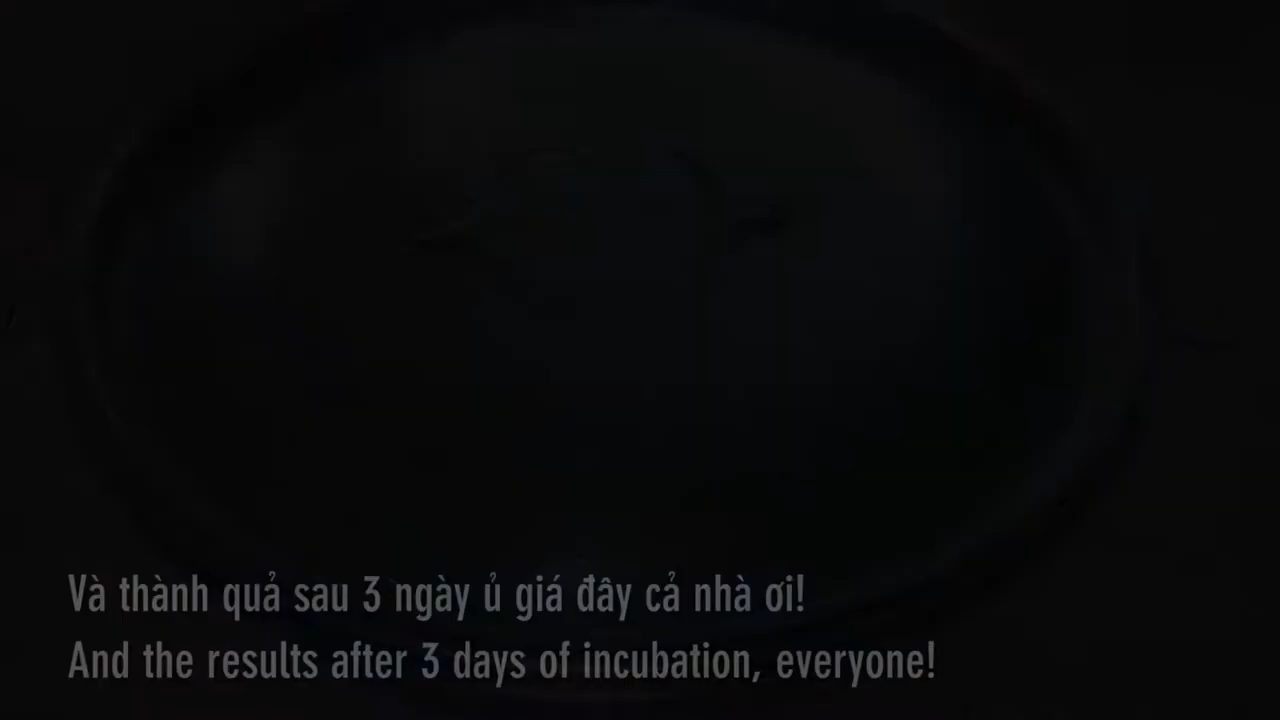 Và thành quả sau 3 ngày ủ giá đây cả nhà ơi!
And the results after 3 days of incubation, everyone!